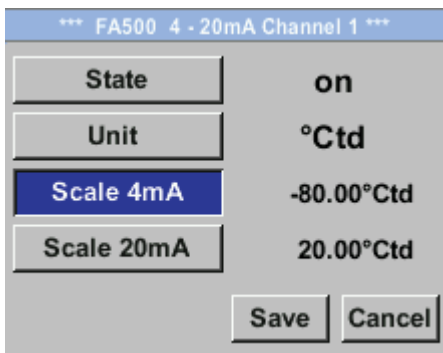 *** FA500 4 - 20mA Channel 1 ***
State on
Unit °Ctd
Scale 4mA -80.00°Ctd
Scale 20mA 20.00°Ctd
Save Cancel